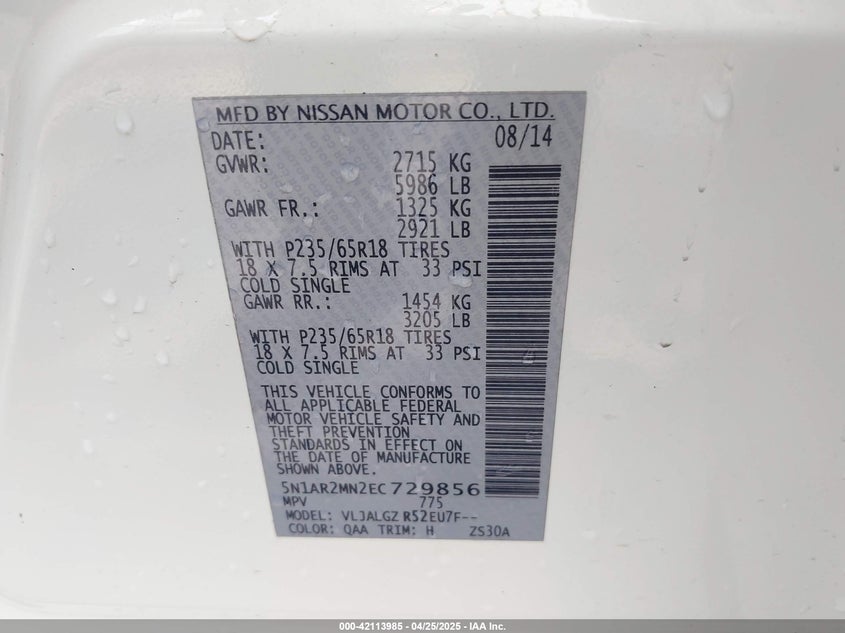 MFD BY NISSAN MOTOR CO., LTD.
DATE: 08/14
GVWR: 2715 KG
5986 LB
GAWR FR.: 1325 KG
2921 LB
WITH P235/65R18 TIRES
18 X 7.5 RIMS AT 33 PSI
COLD SINGLE
GAWR RR.: 1454 KG
3205 LB
WITH P235/65R18 TIRES
18 X 7.5 RIMS AT 33 PSI
COLD SINGLE
THIS VEHICLE CONFORMS TO
ALL APPLICABLE FEDERAL
MOTOR VEHICLE SAFETY AND
THEFT PREVENTION
STANDARDS IN EFFECT ON
THE DATE OF MANUFACTURE
SHOWN ABOVE.
5N1AR2MN2EC729856
MPV 775
MODEL: VLJALGZ R52EU7F--
COLOR: QAA TRIM: H ZS30A
000-42113985 - 04/25/2025 - IAA Inc.